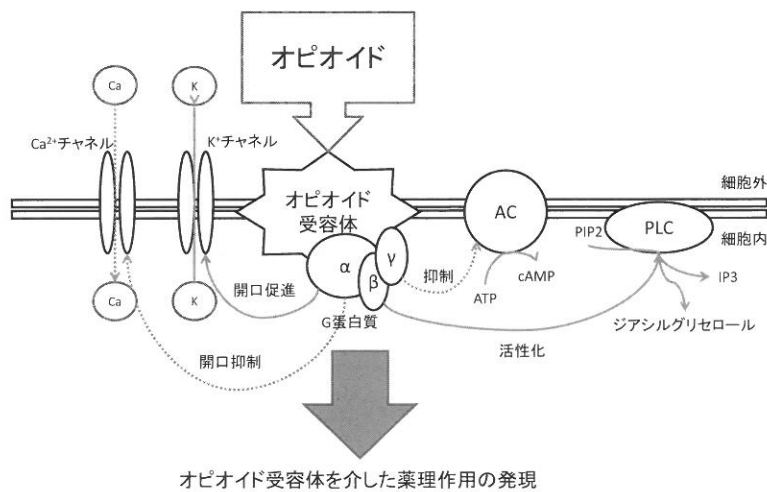 オピオイド
Ca
K
Ca²⁺チャネル
K⁺チャネル
オピオイド
受容体
AC
PLC
細胞外
細胞内
PIP2
α
β
γ
抑制
cAMP
ATP
IP3
開口促進
G蛋白質
ジアシルグリセロール
Ca
K
開口抑制
活性化
オピオイド受容体を介した薬理作用の発現